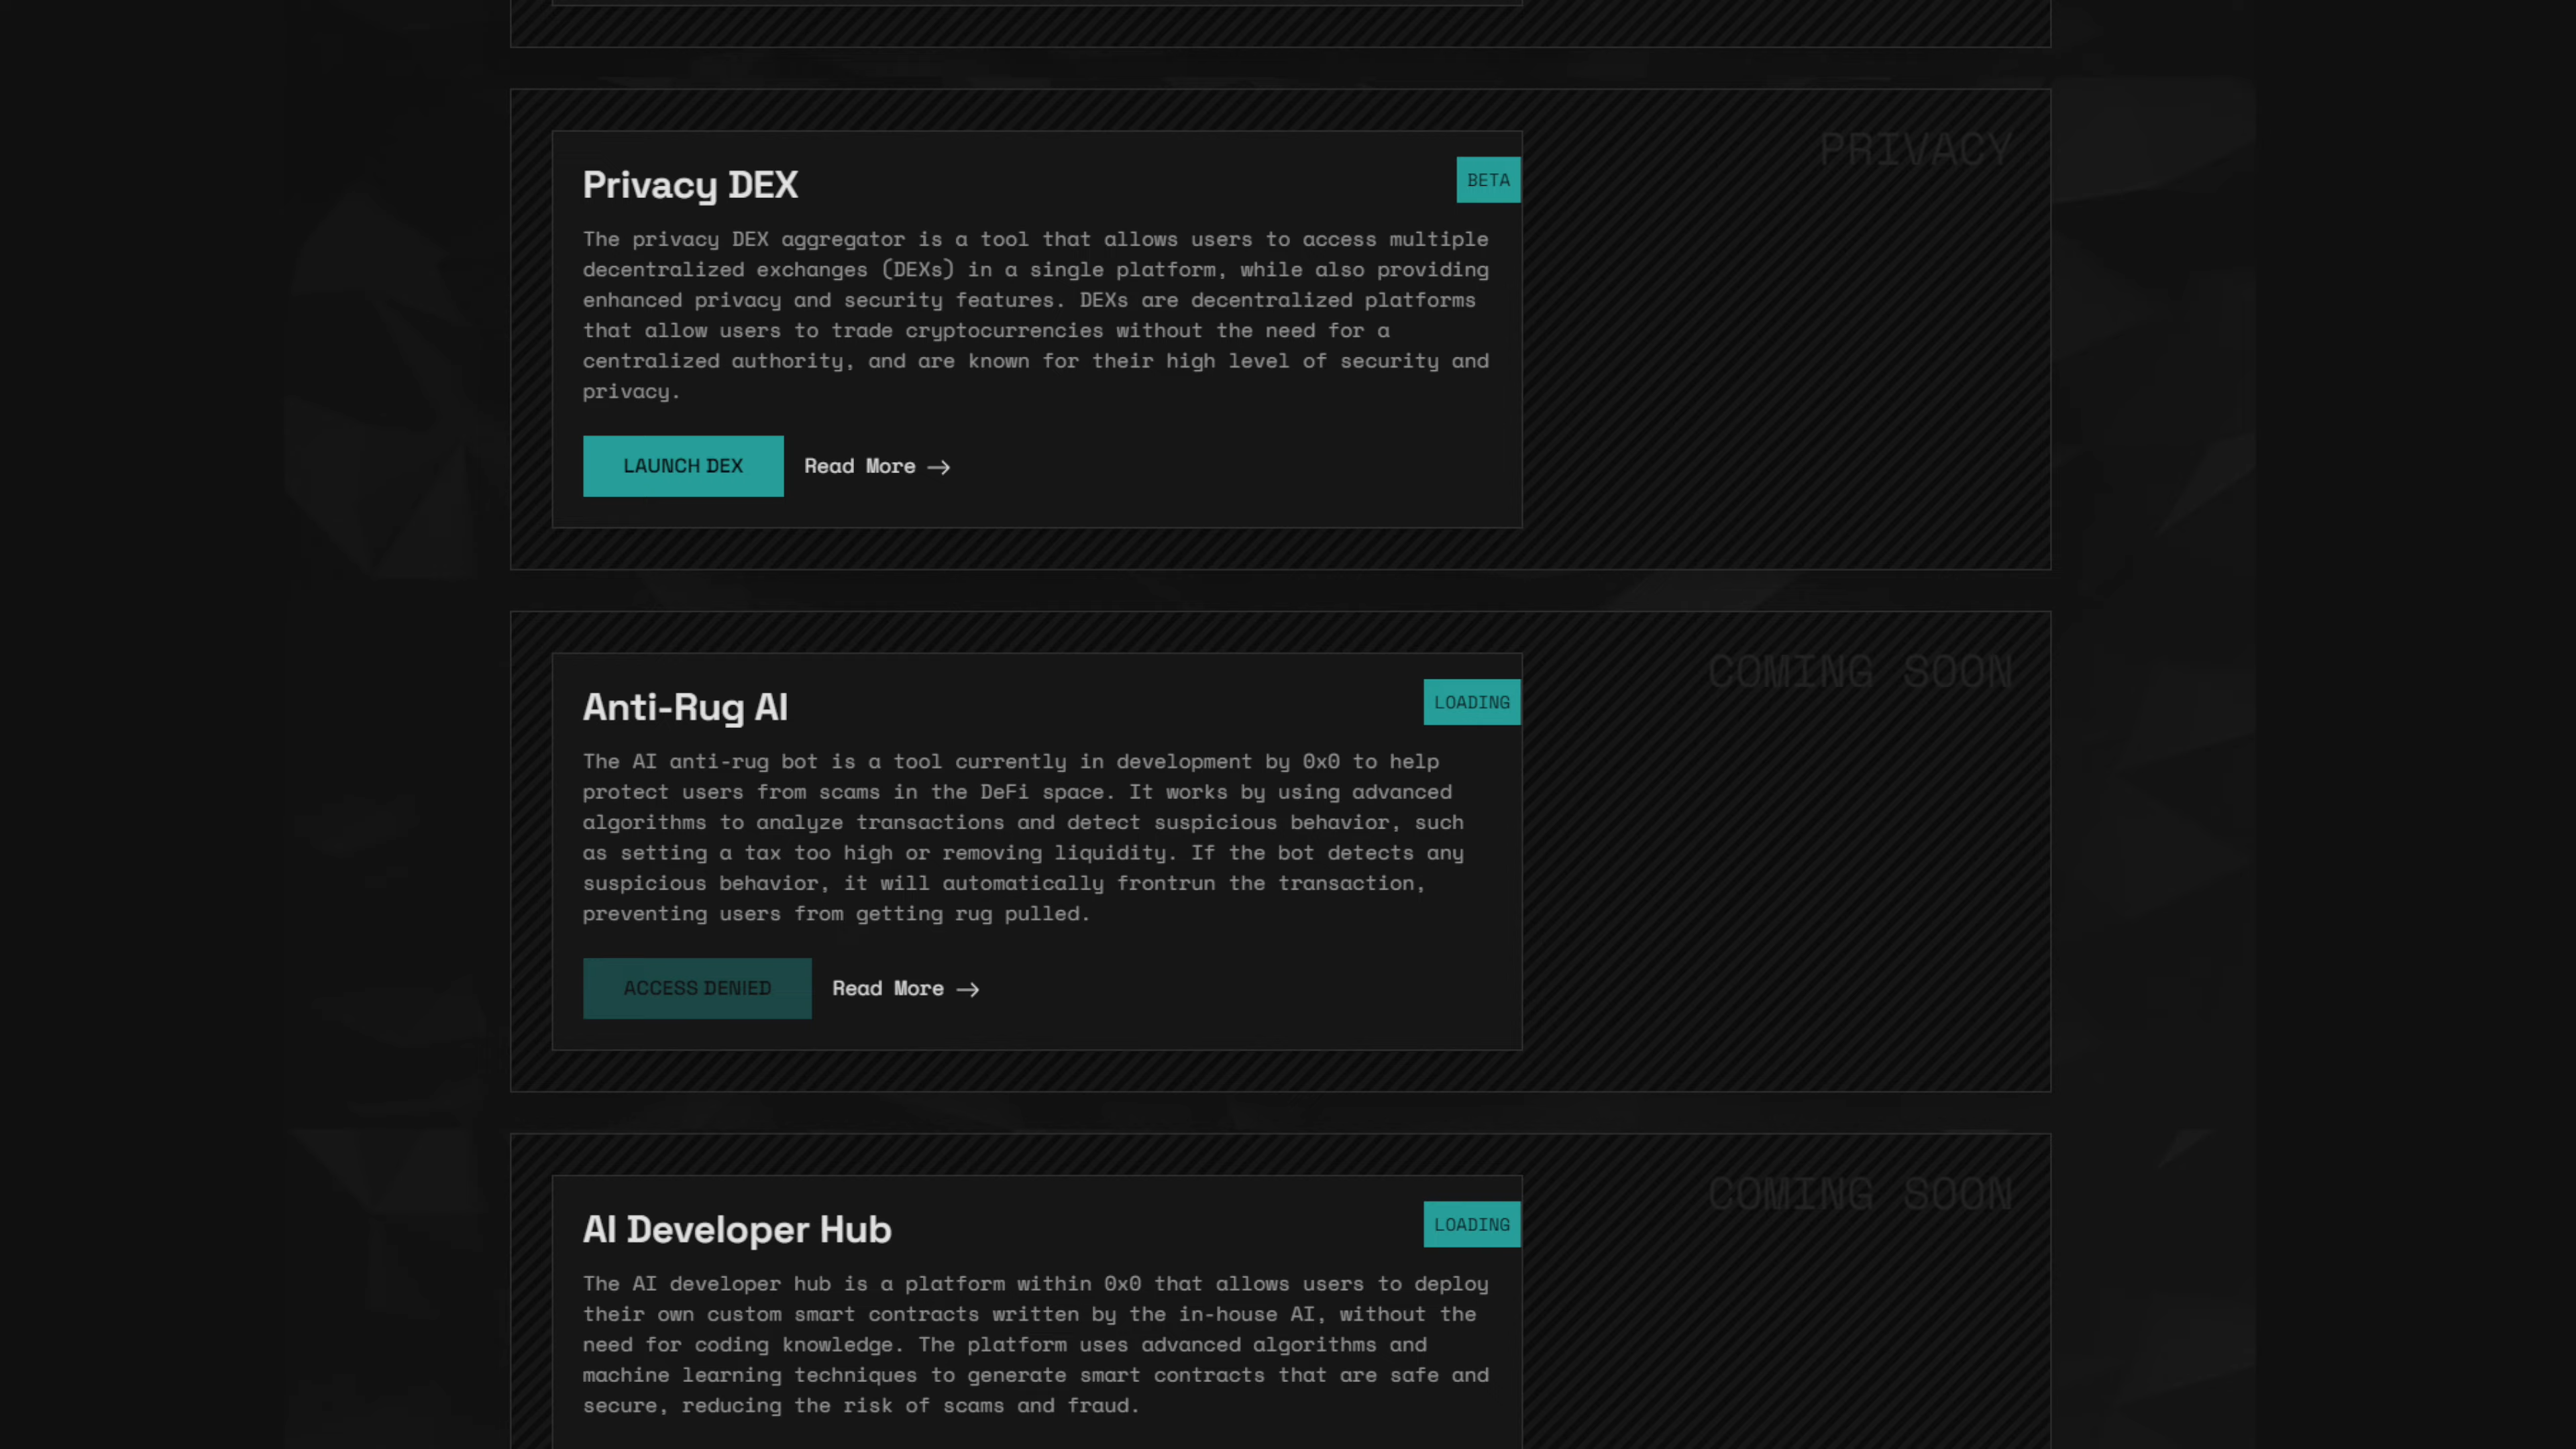 PRIVACY
Privacy DEX
BETA
The privacy DEX aggregator is a tool that allows users to access multiple
decentralized exchanges (DEXs) in a single platform, while also providing
enhanced privacy and security features. DEXs are decentralized platforms
that allow users to trade cryptocurrencies without the need for a
centralized authority, and are known for their high level of security and
privacy.
LAUNCH DEX
Read More →
COMING SOON
Anti-Rug AI
LOADING
The AI anti-rug bot is a tool currently in development by 0x0 to help
protect users from scams in the DeFi space. It works by using advanced
algorithms to analyze transactions and detect suspicious behavior, such
as setting a tax too high or removing liquidity. If the bot detects any
suspicious behavior, it will automatically frontrun the transaction,
preventing users from getting rug pulled.
ACCESS DENIED
Read More →
COMING SOON
AI Developer Hub
LOADING
The AI developer hub is a platform within 0x0 that allows users to deploy
their own custom smart contracts written by the in-house AI, without the
need for coding knowledge. The platform uses advanced algorithms and
machine learning techniques to generate smart contracts that are safe and
secure, reducing the risk of scams and fraud.